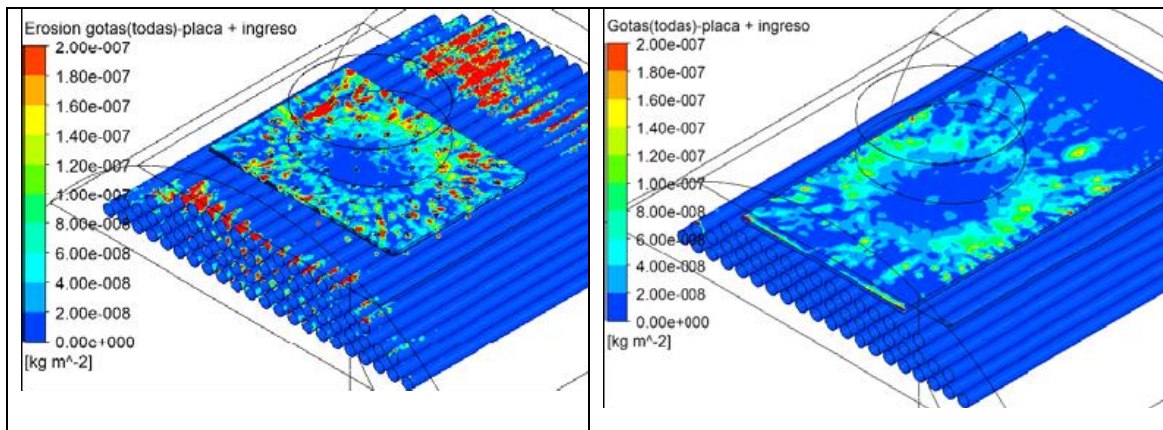 Erosion gotas(todas)-placa + ingreso
2.00e-007
1.80e-007
1.60e-007
1.40e-007
1.20e-007
1.00e-007
8.00e-008
6.00e-008
4.00e-008
2.00e-008
0.00e+000
[kg m^-2]
Gotas(todas)-placa + ingreso
2.00e-007
1.80e-007
1.60e-007
1.40e-007
1.20e-007
1.00e-007
8.00e-008
6.00e-008
4.00e-008
2.00e-008
0.00e+000
[kg m^-2]